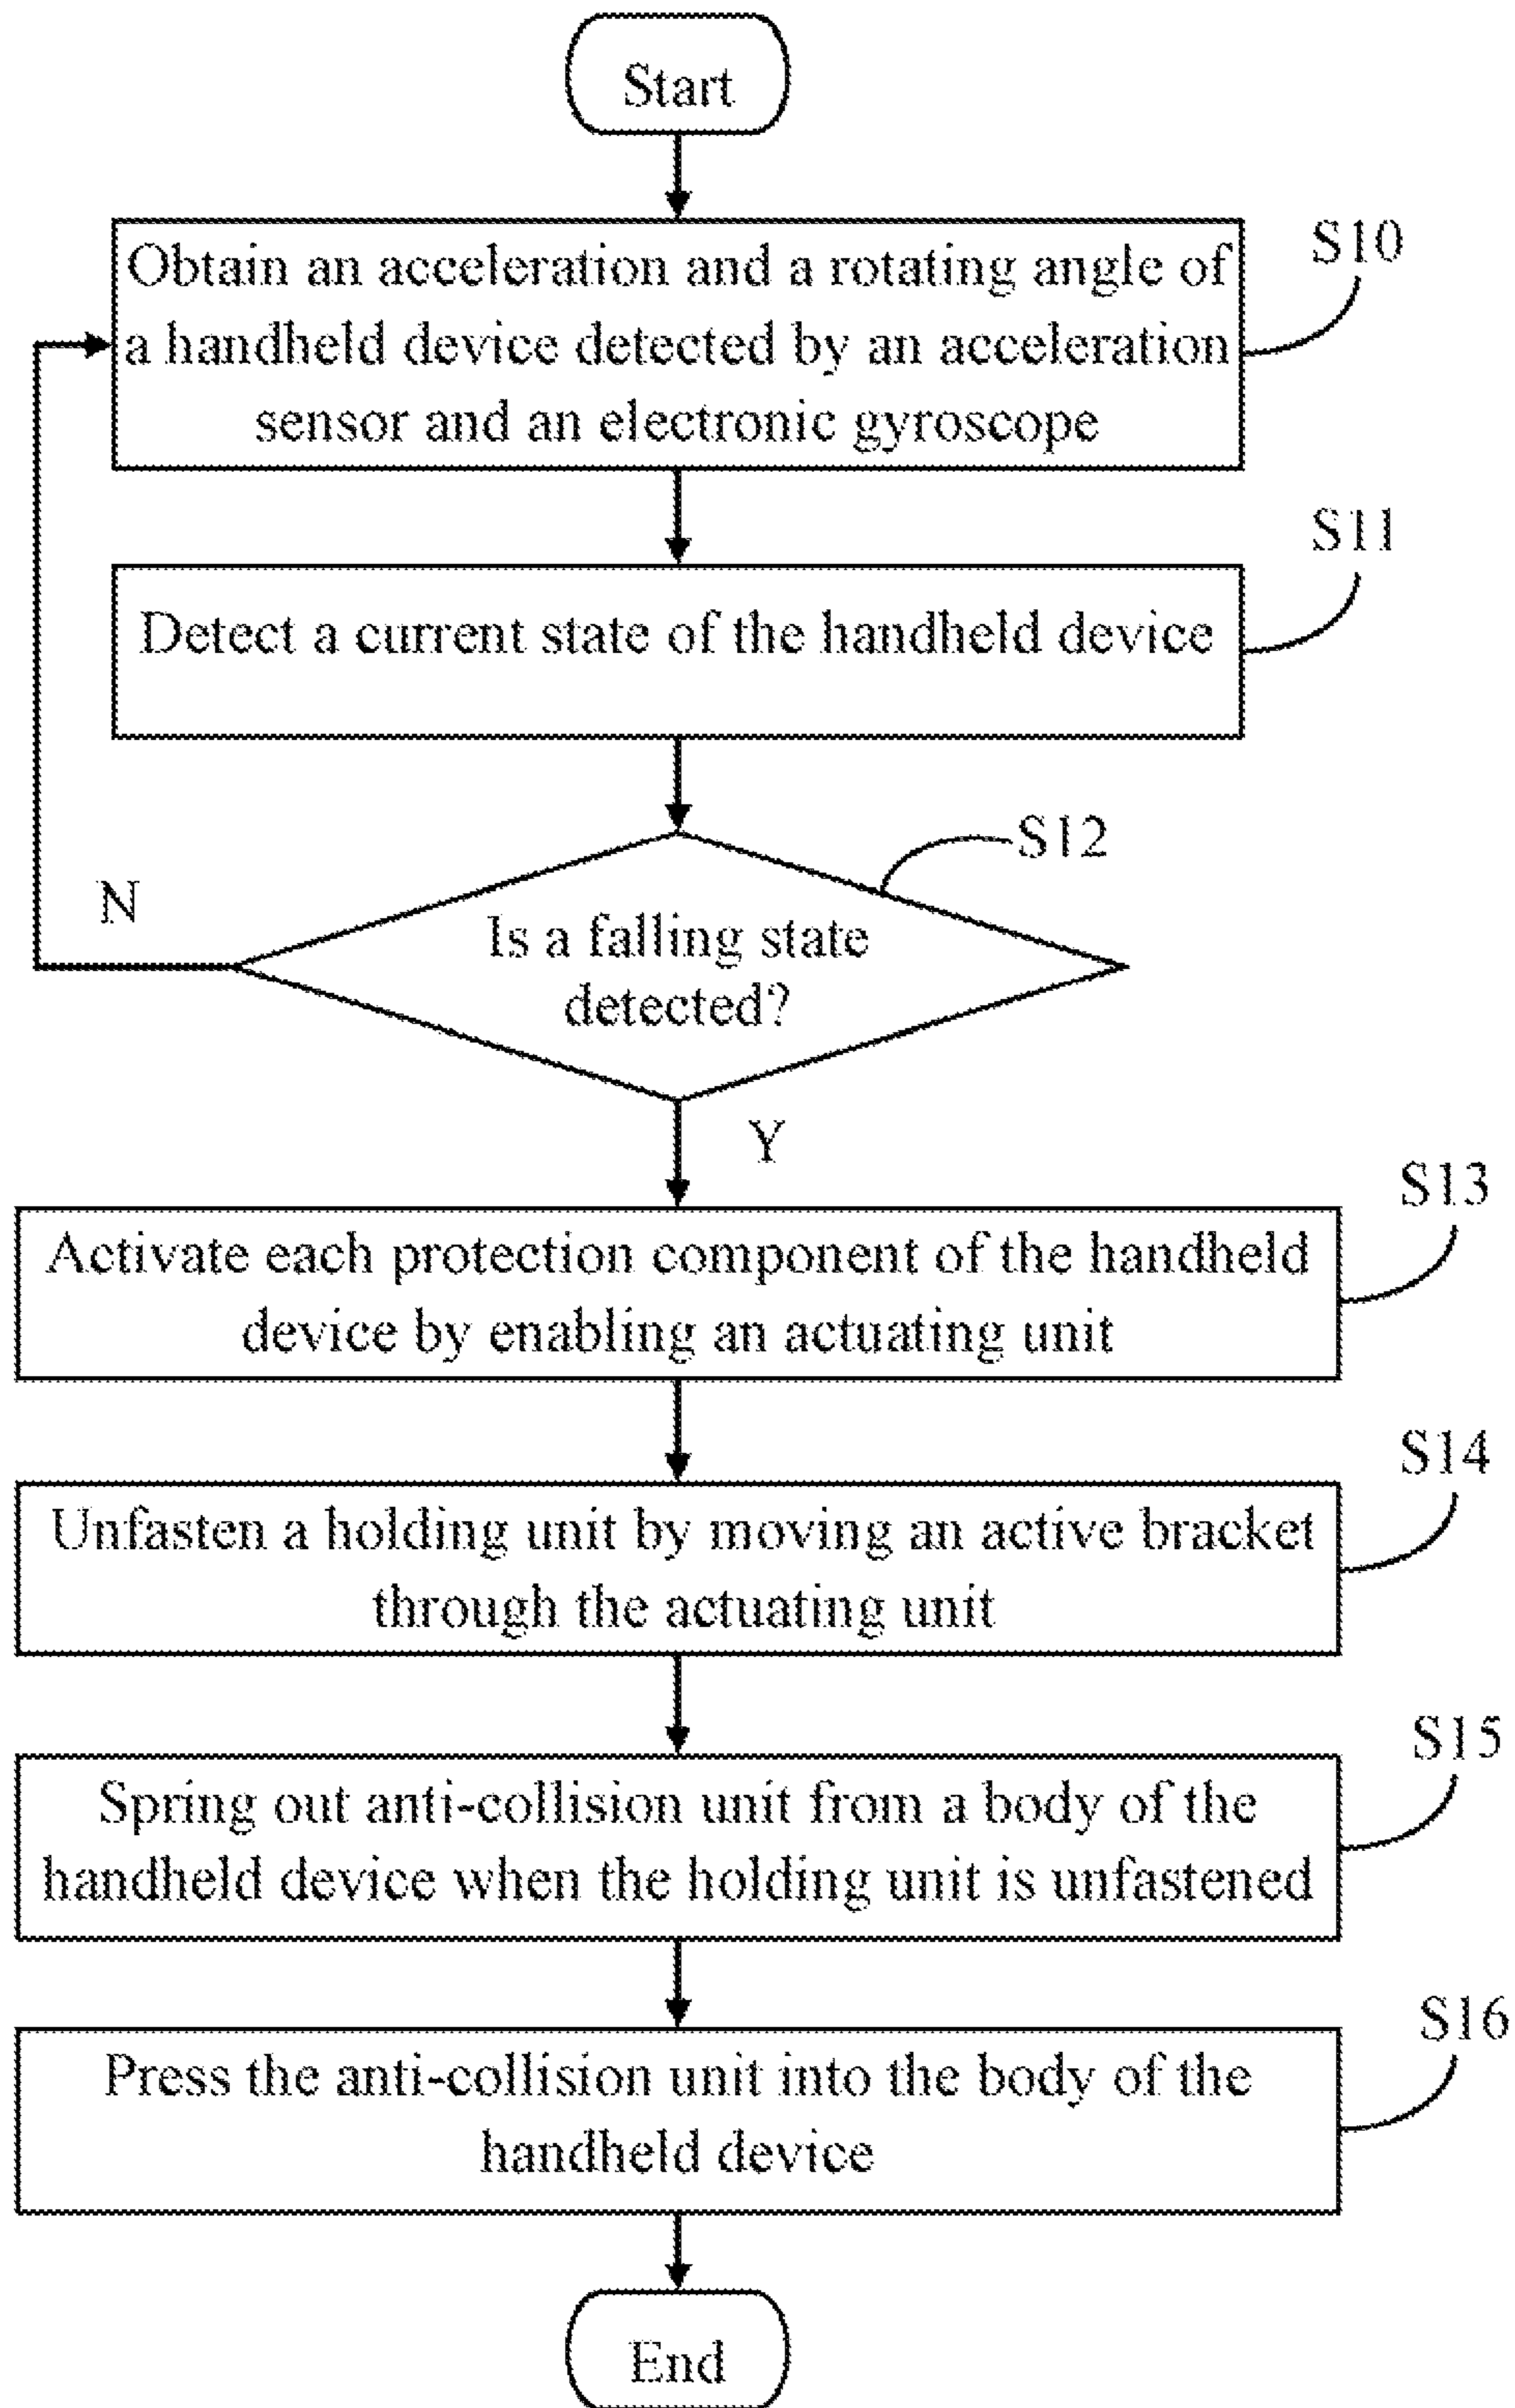 Start
Obtain an acceleration and a rotating angle of
a handheld device detected by an acceleration
sensor and an electronic gyroscope
S10
Detect a current state of the handheld device
S11
Is a falling state
detected?
S12
N
Y
Activate each protection component of the handheld
device by enabling an actuating unit
S13
Unfasten a holding unit by moving an active bracket
through the actuating unit
S14
Spring out anti-collision unit from a body of the
handheld device when the holding unit is unfastened
S15
Press the anti-collision unit into the body of the
handheld device
S16
End